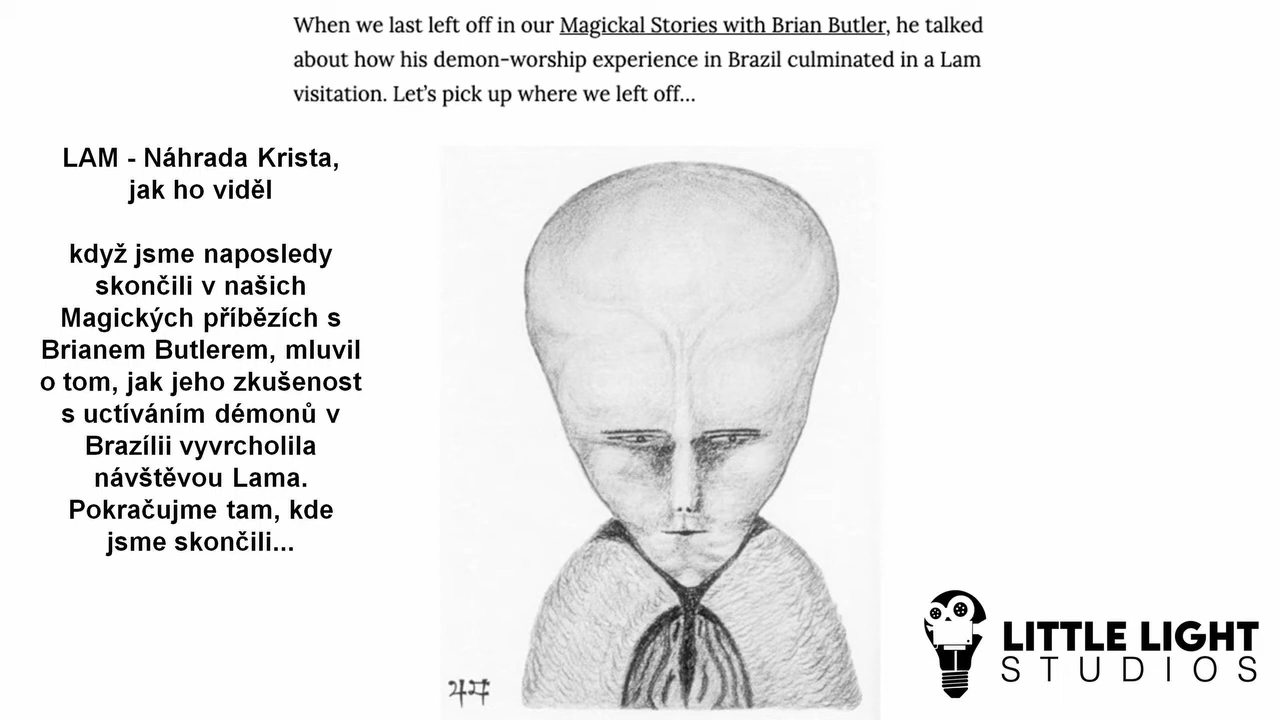 When we last left off in our Magickal Stories with Brian Butler, he talked
about how his demon-worship experience in Brazil culminated in a Lam
visitation. Let’s pick up where we left off…
LAM - Náhrada Krista,
jak ho viděl
když jsme naposledy
skončili v našich
Magických příbězích s
Brianem Butlerem, mluvil
o tom, jak jeho zkušenost
s uctíváním démonů v
Brazílii vyvrcholila
návštěvou Lama.
Pokračujme tam, kde
jsme skončili...
LITTLE LIGHT
STUDIOS